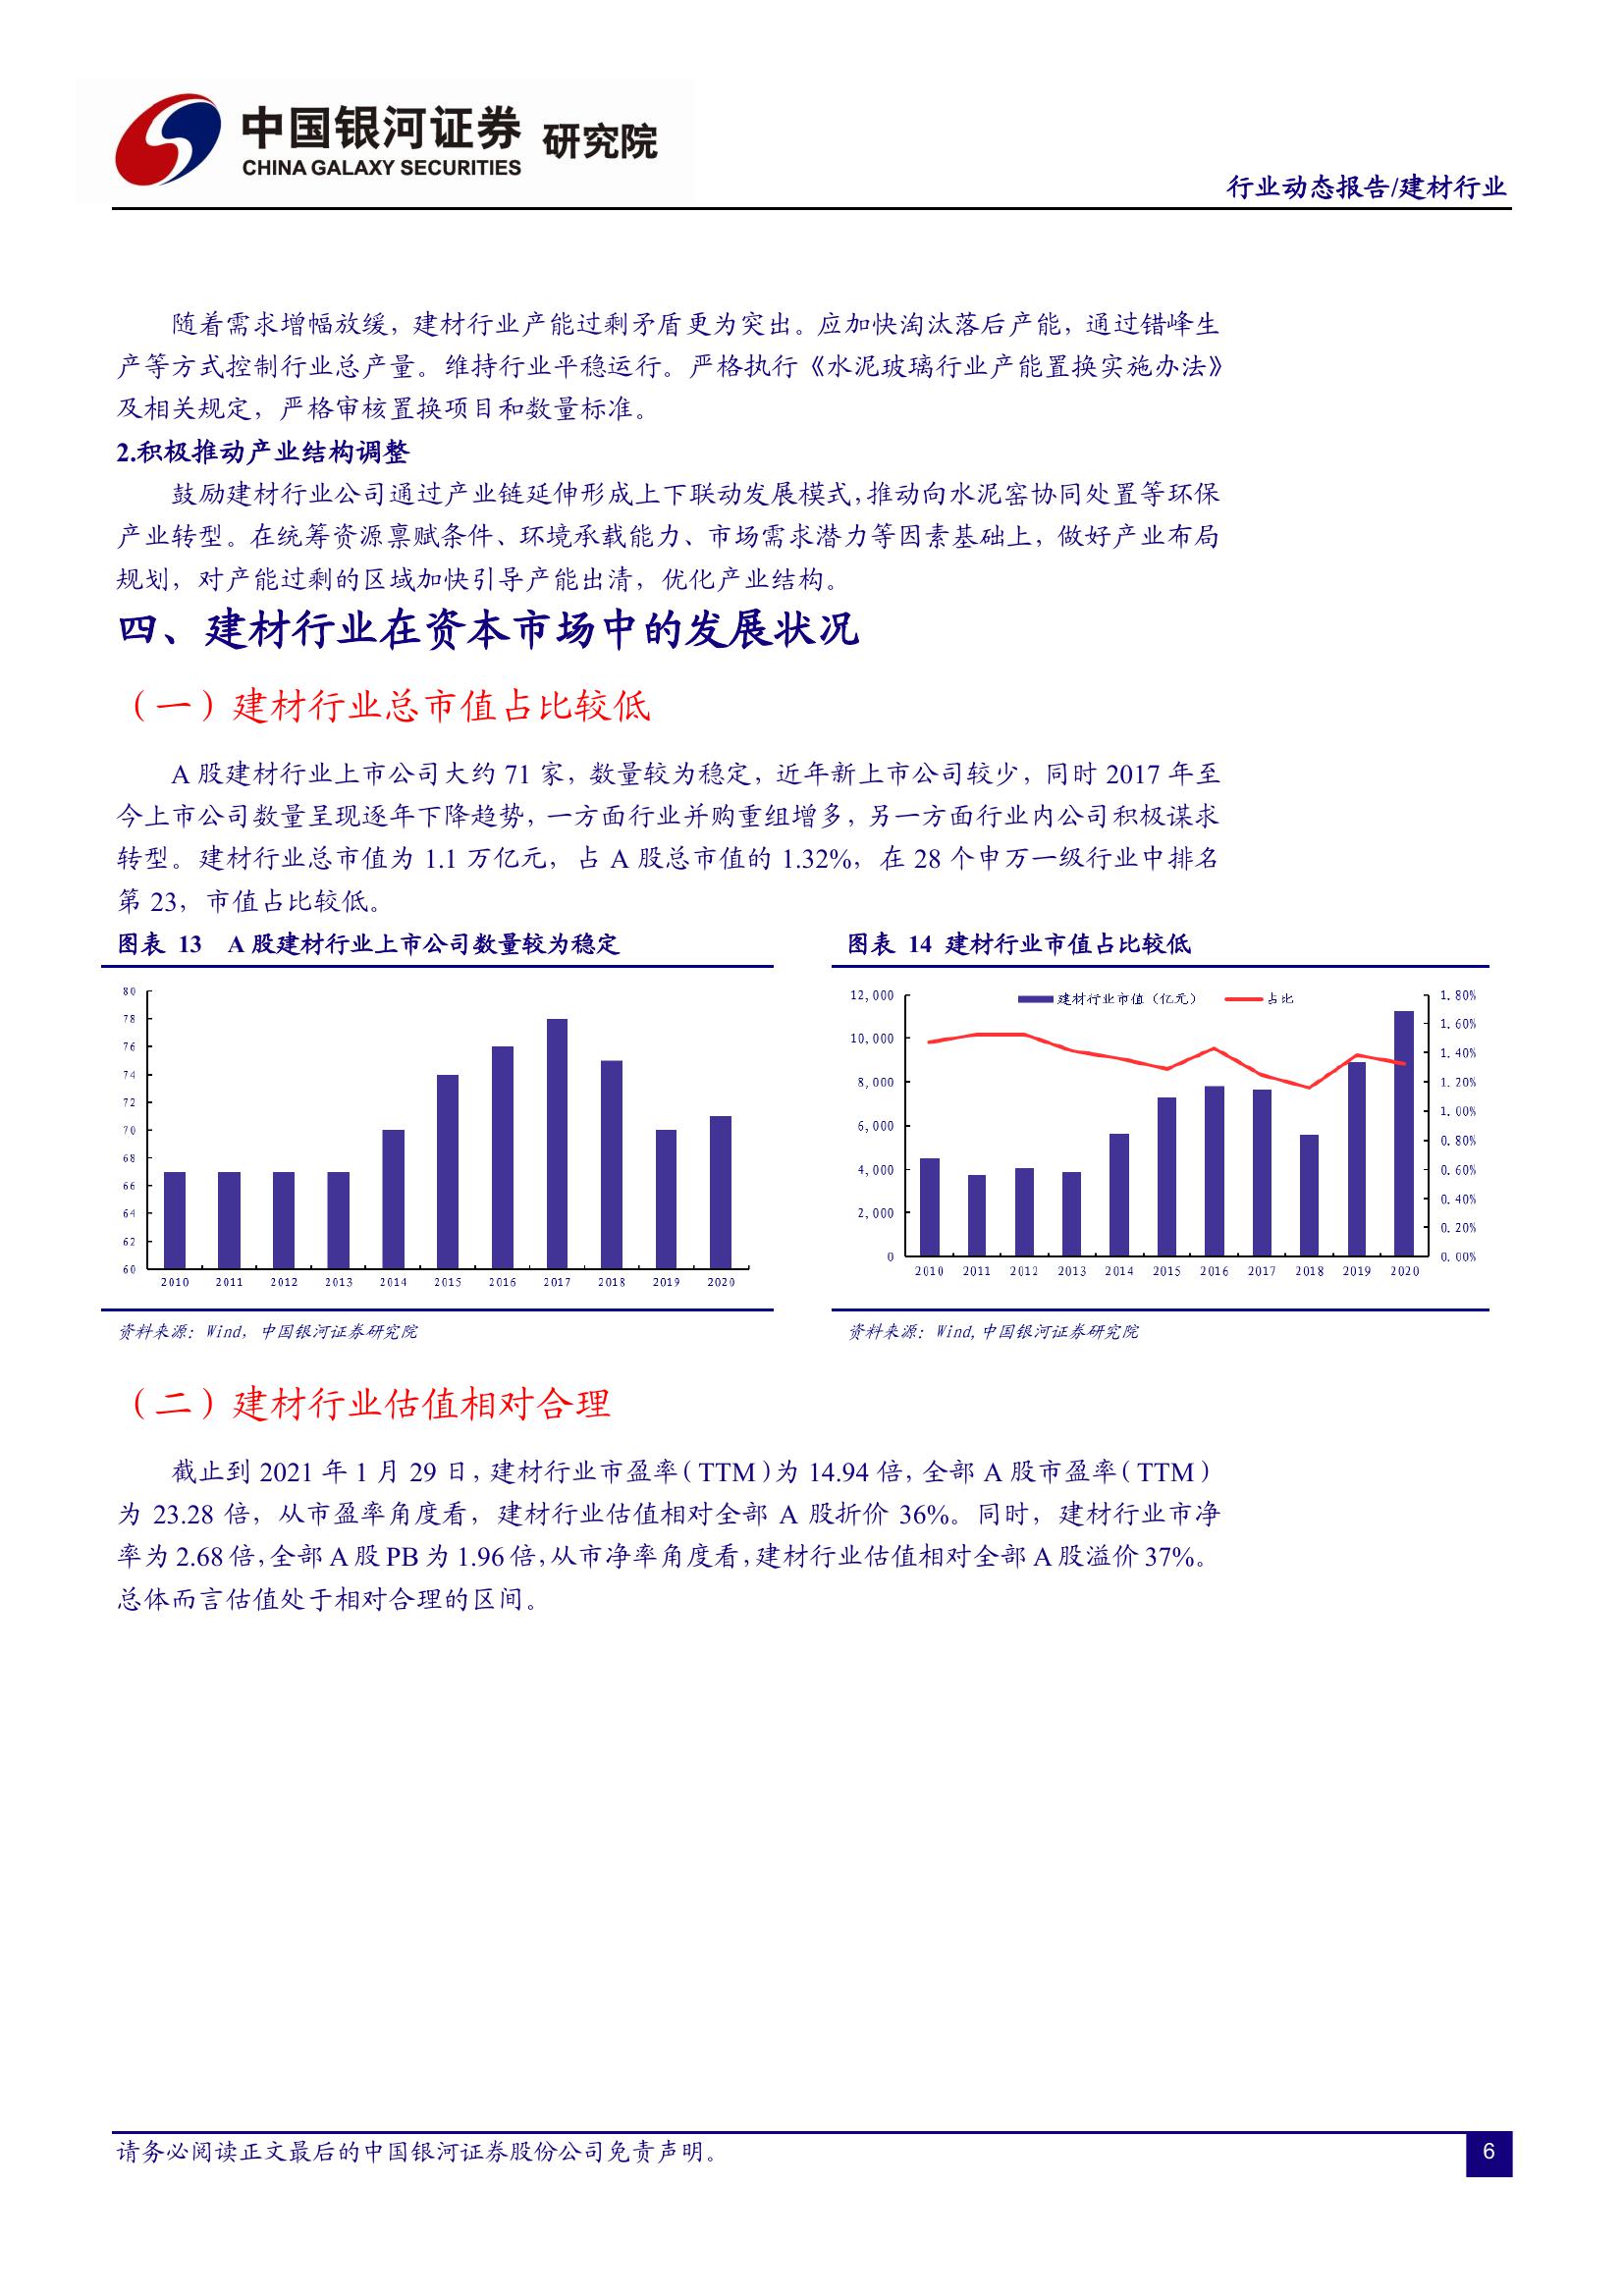 中国银河证券 研究院
CHINA GALAXY SECURITIES
行业动态报告/建材行业
随着需求增幅放缓，建材行业产能过剩矛盾更为突出。应加快淘汰落后产能，通过错峰生
产等方式控制行业总产量。维持行业平稳运行。严格执行《水泥玻璃行业产能置换实施办法》
及相关规定，严格审核置换项目和数量标准。
2.积极推动产业结构调整
鼓励建材行业公司通过产业链延伸形成上下联动发展模式，推动向水泥窑协同处置等环保
产业转型。在统筹资源禀赋条件、环境承载能力、市场需求潜力等因素基础上，做好产业布局
规划，对产能过剩的区域加快引导产能出清，优化产业结构。
四、建材行业在资本市场中的发展状况
（一）建材行业总市值占比较低
A 股建材行业上市公司大约 71 家，数量较为稳定，近年新上市公司较少，同时 2017 年至
今上市公司数量呈现逐年下降趋势，一方面行业并购重组增多，另一方面行业内公司积极谋求
转型。建材行业总市值为 1.1 万亿元，占 A 股总市值的 1.32%，在 28 个申万一级行业中排名
第 23，市值占比较低。
图表 13 A 股建材行业上市公司数量较为稳定
80
78
76
74
72
70
68
66
64
62
60
2010 2011 2012 2013 2014 2015 2016 2017 2018 2019 2020
资料来源：Wind，中国银河证券研究院
图表 14 建材行业市值占比较低
建材行业市值（亿元） 占比
12,000
10,000
8,000
6,000
4,000
2,000
0
1.80%
1.60%
1.40%
1.20%
1.00%
0.80%
0.60%
0.40%
0.20%
0.00%
2010 2011 2012 2013 2014 2015 2016 2017 2018 2019 2020
资料来源：Wind,中国银河证券研究院
（二）建材行业估值相对合理
截止到 2021 年 1 月 29 日，建材行业市盈率（TTM）为 14.94 倍，全部 A 股市盈率（TTM）
为 23.28 倍，从市盈率角度看，建材行业估值相对全部 A 股折价 36%。同时，建材行业市净
率为 2.68 倍，全部 A 股 PB 为 1.96 倍，从市净率角度看，建材行业估值相对全部 A 股溢价 37%。
总体而言估值处于相对合理的区间。
请务必阅读正文最后的中国银河证券股份公司免责声明。
6